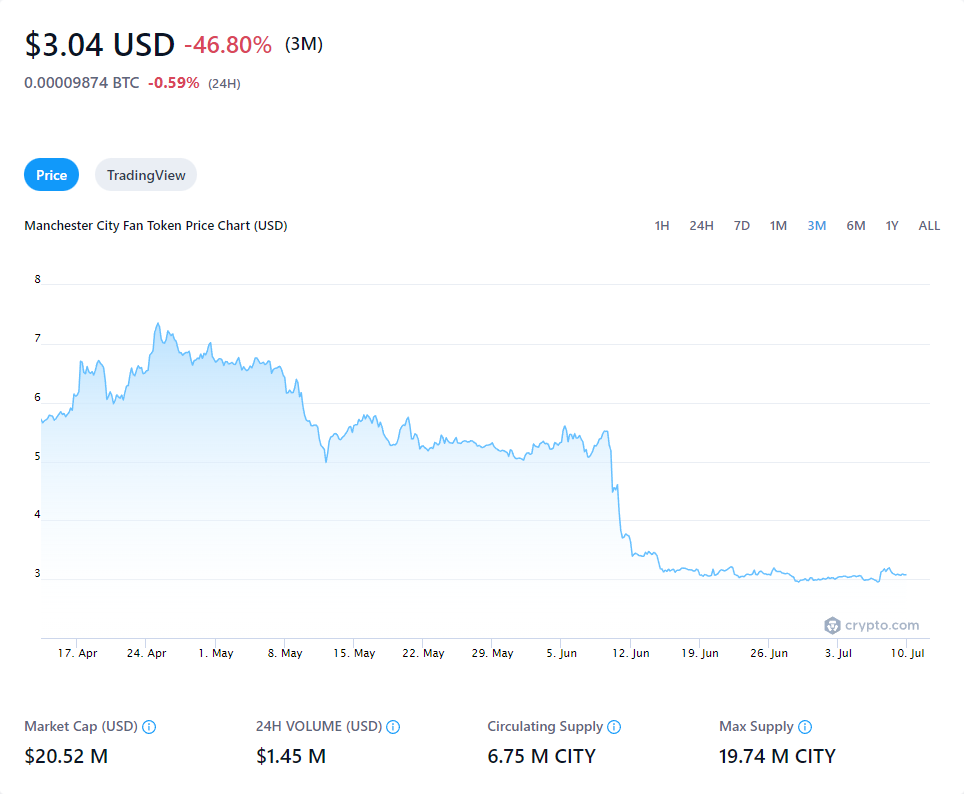 $3.04 USD -46.80% (3M)
0.00009874 BTC -0.59% (24H)
Price TradingView
Manchester City Fan Token Price Chart (USD) 1H 24H 7D 1M 3M 6M 1Y ALL
8
7
6
5
4
3
crypto.com
17. Apr 24. Apr 1. May 8. May 15. May 22. May 29. May 5. Jun 12. Jun 19. Jun 26. Jun 3. Jul 10. Jul
Market Cap (USD) 24H VOLUME (USD) Circulating Supply Max Supply
$20.52 M $1.45 M 6.75 M CITY 19.74 M CITY